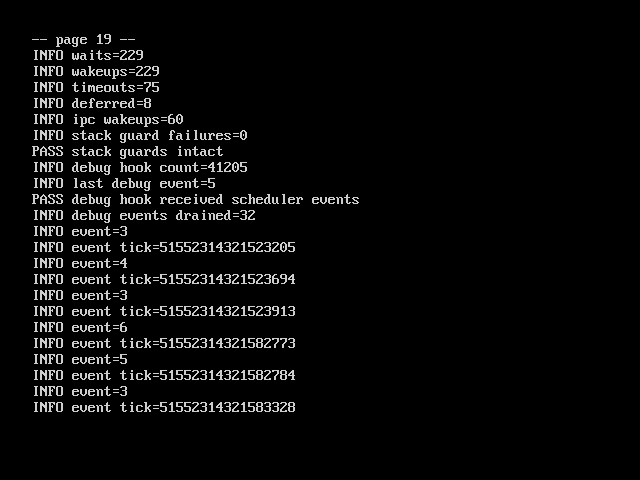 -- page 19 --
INFO waits=229
INFO wakeups=229
INFO timeouts=75
INFO deferred=8
INFO ipc wakeups=60
INFO stack guard failures=0
PASS stack guards intact
INFO debug hook count=41205
INFO last debug event=5
PASS debug hook received scheduler events
INFO debug events drained=32
INFO event=3
INFO event tick=51552314321523205
INFO event=4
INFO event tick=51552314321523694
INFO event=3
INFO event tick=51552314321523913
INFO event=6
INFO event tick=51552314321582773
INFO event=5
INFO event tick=51552314321582784
INFO event=3
INFO event tick=51552314321583328